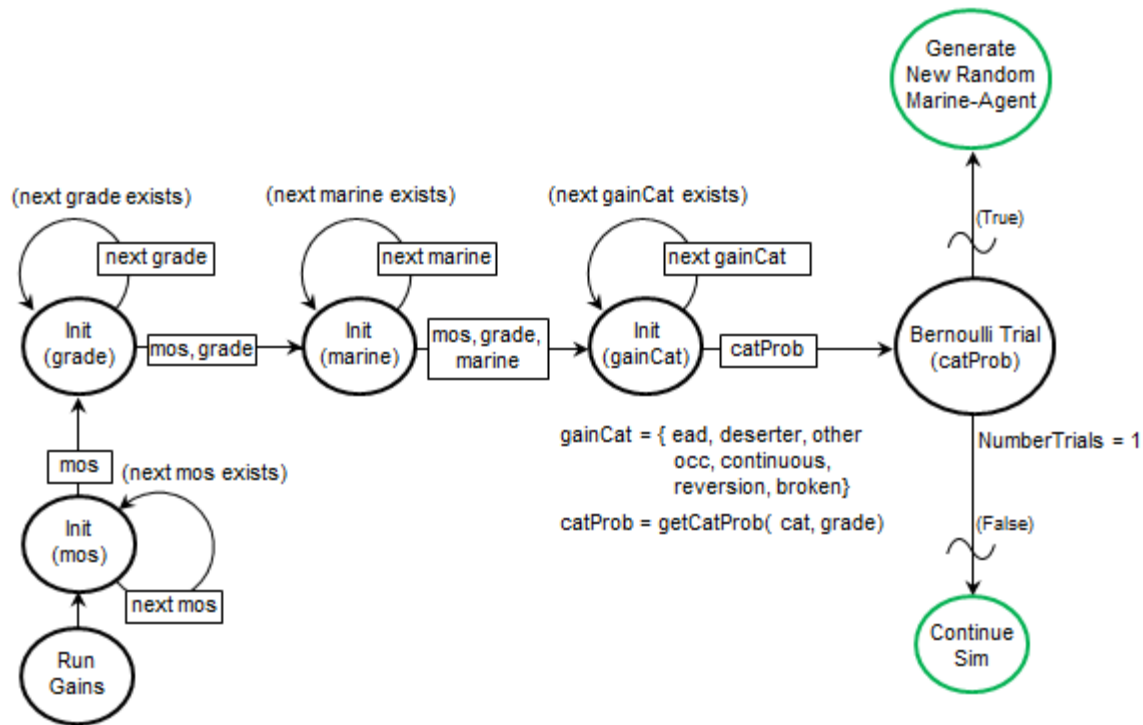 Generate
New Random
Marine-Agent
(next grade exists)
(next marine exists)
(next gainCat exists)
(True)
next grade
next marine
next gainCat
Init
(grade)
mos, grade
Init
(marine)
mos, grade,
marine
Init
(gainCat)
catProb
Bernoulli Trial
(catProb)
gainCat = { ead, deserter, other
occ, continuous,
reversion, broken}
catProb = getCatProb( cat, grade)
NumberTrials = 1
mos
(next mos exists)
(False)
Init
(mos)
next mos
Run
Gains
Continue
Sim